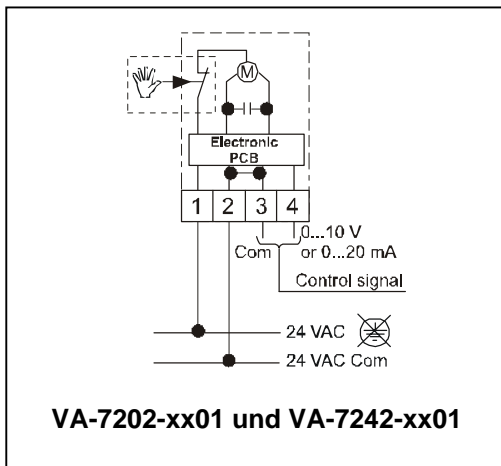 M
Electronic
PCB
1 2 3 4
0...10 V
Com or 0...20 mA
Control signal
24 VAC
24 VAC Com
VA-7202-xx01 und VA-7242-xx01